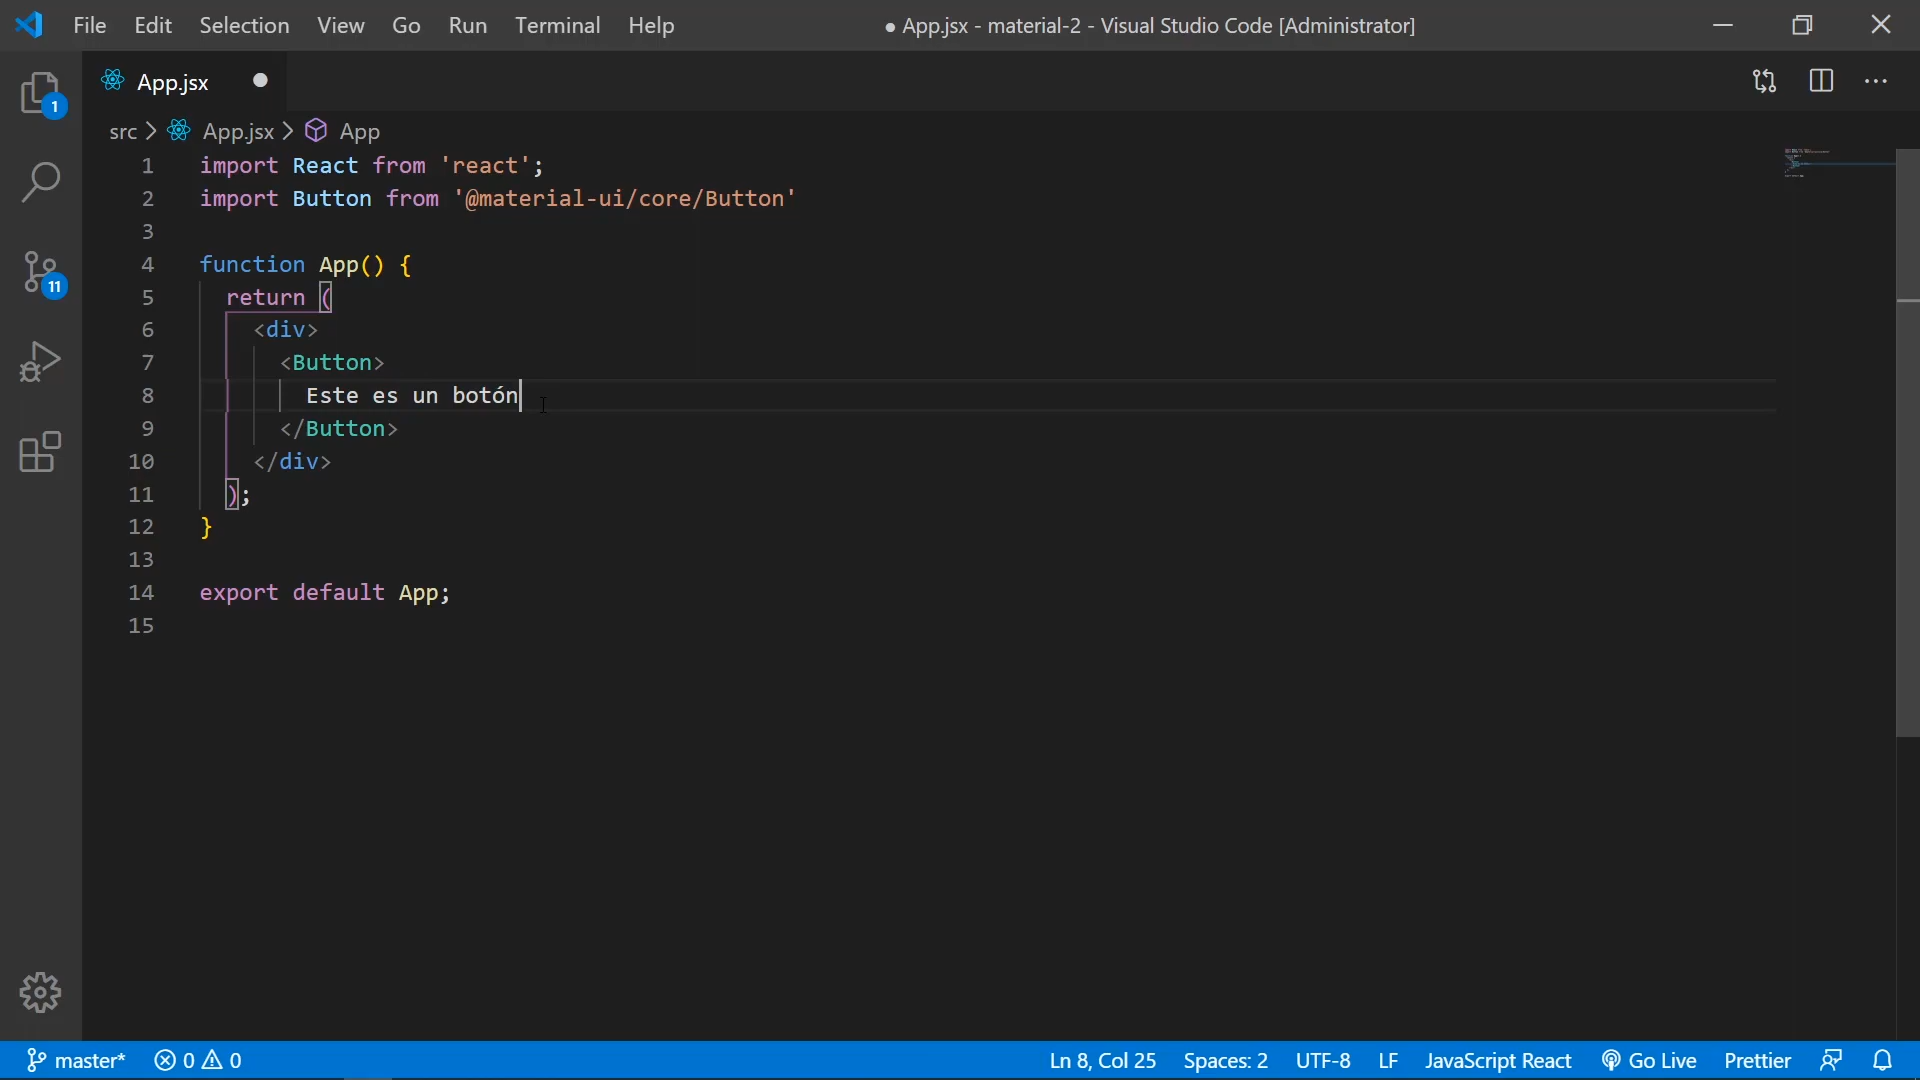 File Edit Selection View Go Run Terminal Help ● App.jsx - material-2 - Visual Studio Code [Administrator]
App.jsx
src > App.jsx > App
1 import React from 'react';
2 import Button from '@material-ui/core/Button'
3
4 function App() {
5 return (
6 <div>
7 <Button>
8 Este es un botón
9 </Button>
10 </div>
11 );
12 }
13
14 export default App;
15
1
11
master* 0 0 Ln 8, Col 25 Spaces: 2 UTF-8 LF JavaScript React Go Live Prettier